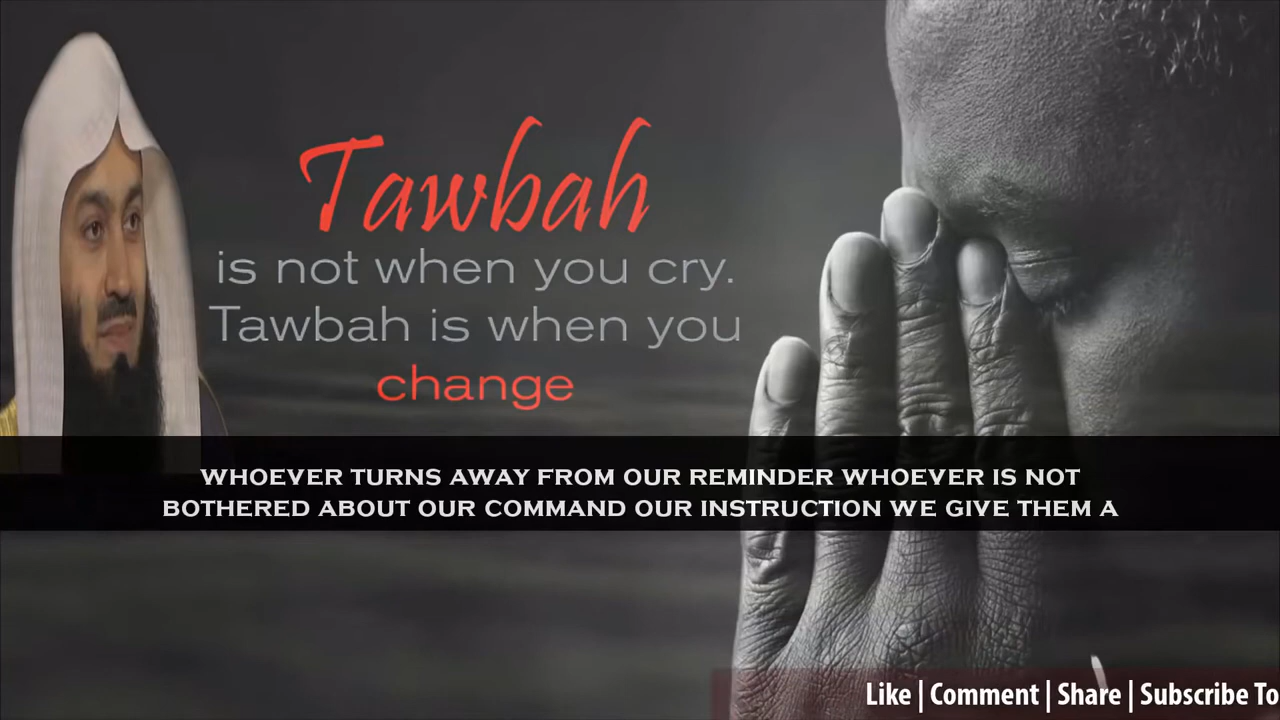 Tawbah
is not when you cry.
Tawbah is when you
change
WHOEVER TURNS AWAY FROM OUR REMINDER WHOEVER IS NOT
BOTHERED ABOUT OUR COMMAND OUR INSTRUCTION WE GIVE THEM A
Like | Comment | Share | Subscribe To